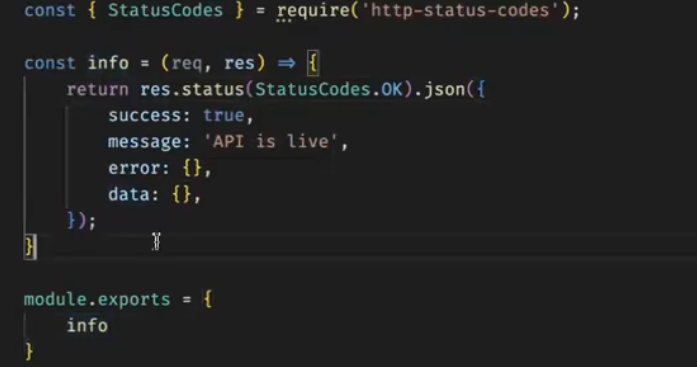 const { StatusCodes } = require('http-status-codes');
const info = (req, res) => {
return res.status(StatusCodes.OK).json({
success: true,
message: 'API is live',
error: {},
data: {},
});
}
module.exports = {
info
}